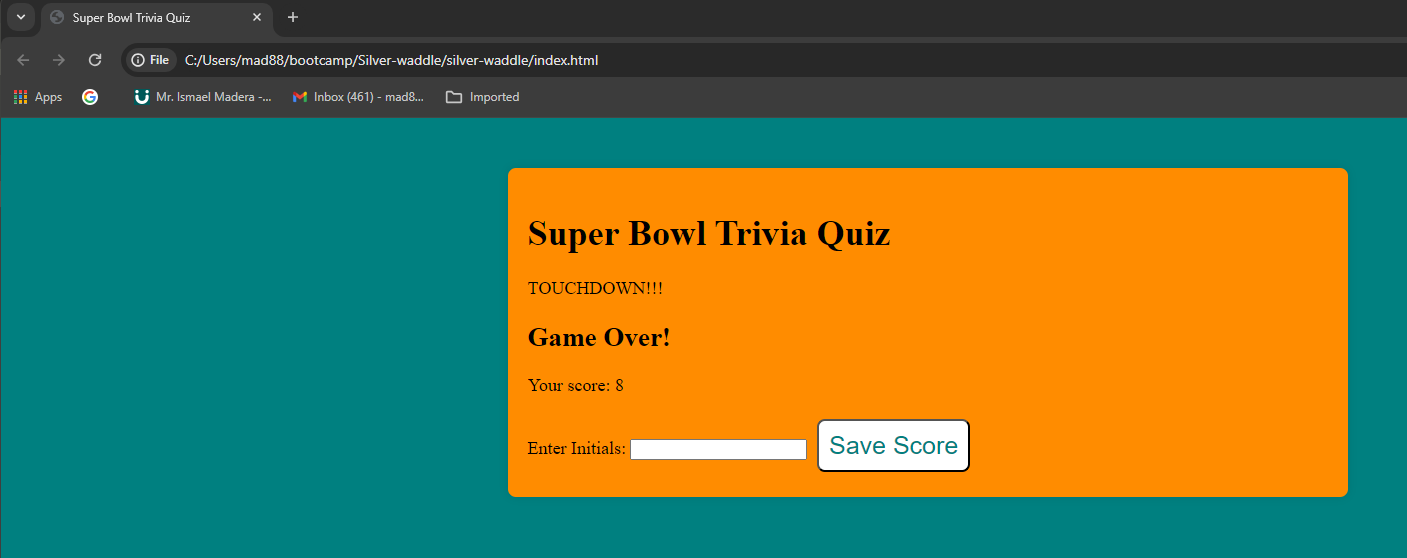 Super Bowl Trivia Quiz
File C:/Users/mad88/bootcamp/Silver-waddle/silver-waddle/index.html
Apps Mr. Ismael Madera -... Inbox (461) - mad8... Imported
Super Bowl Trivia Quiz
TOUCHDOWN!!!
Game Over!
Your score: 8
Enter Initials: Save Score